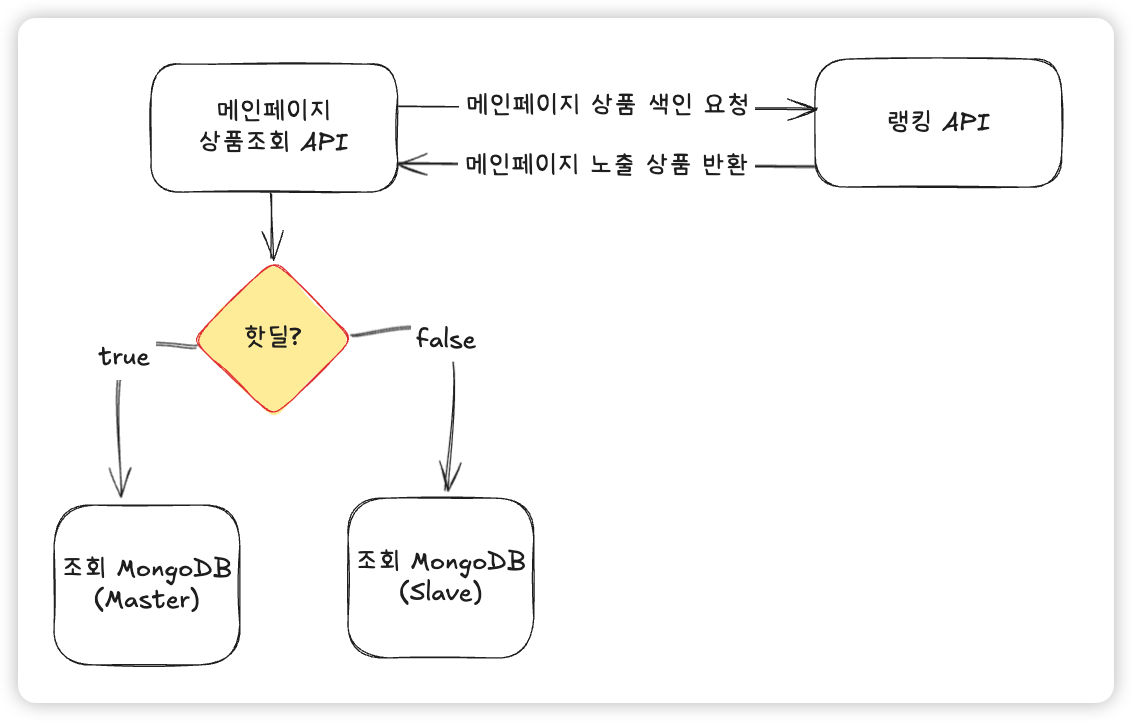 메인페이지
상품조회 API
메인페이지 상품 색인 요청
랭킹 API
메인페이지 노출 상품 반환
핫딜?
true
false
조회 MongoDB
(Master)
조회 MongoDB
(Slave)